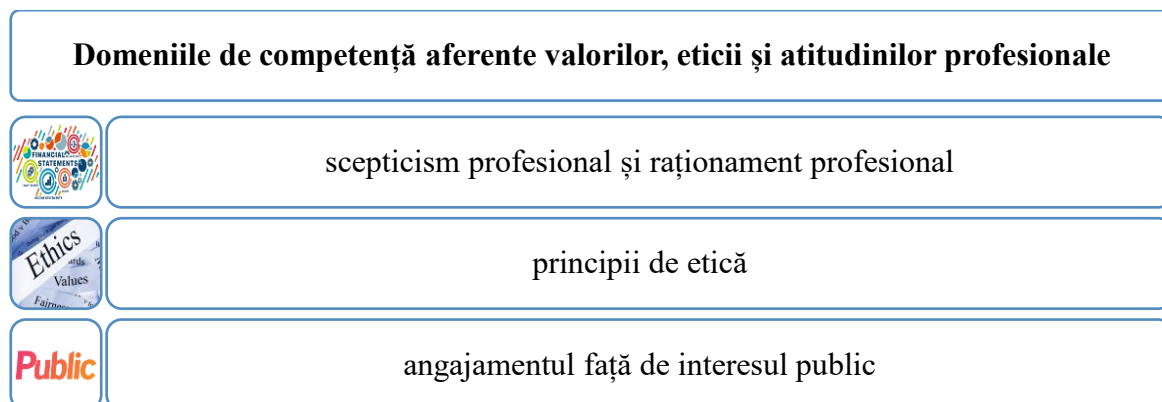 Domeniile de competență aferente valorilor, eticii și atitudinilor profesionale
FINANCIAL
STATEMENTS
scepticism profesional și raționament profesional
Ethics
Values
principii de etică
Public
angajamentul față de interesul public